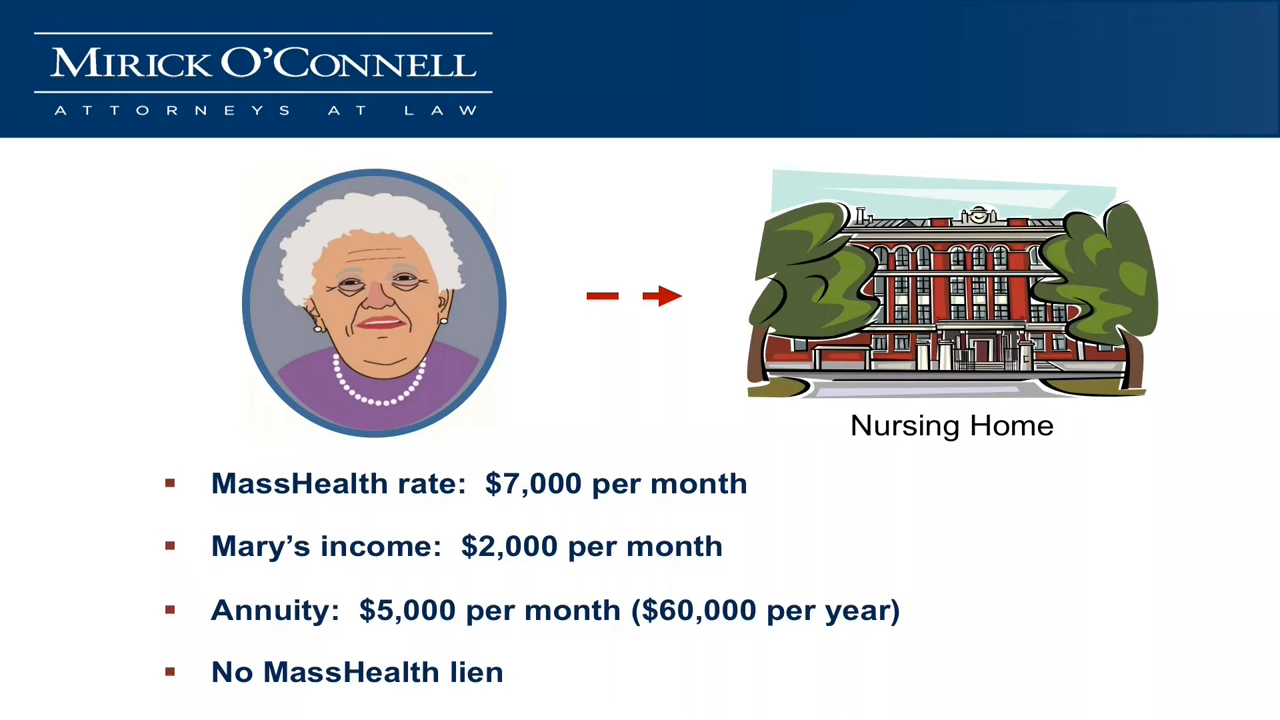 MIRICK O'CONNELL
ATTORNEYS AT LAW
Nursing Home
▪ MassHealth rate: $7,000 per month
▪ Mary’s income: $2,000 per month
▪ Annuity: $5,000 per month ($60,000 per year)
▪ No MassHealth lien